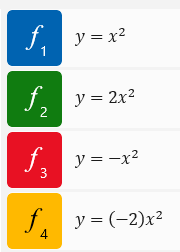 f₁ y = x²
f₂ y = 2x²
f₃ y = −x²
f₄ y = (−2)x²